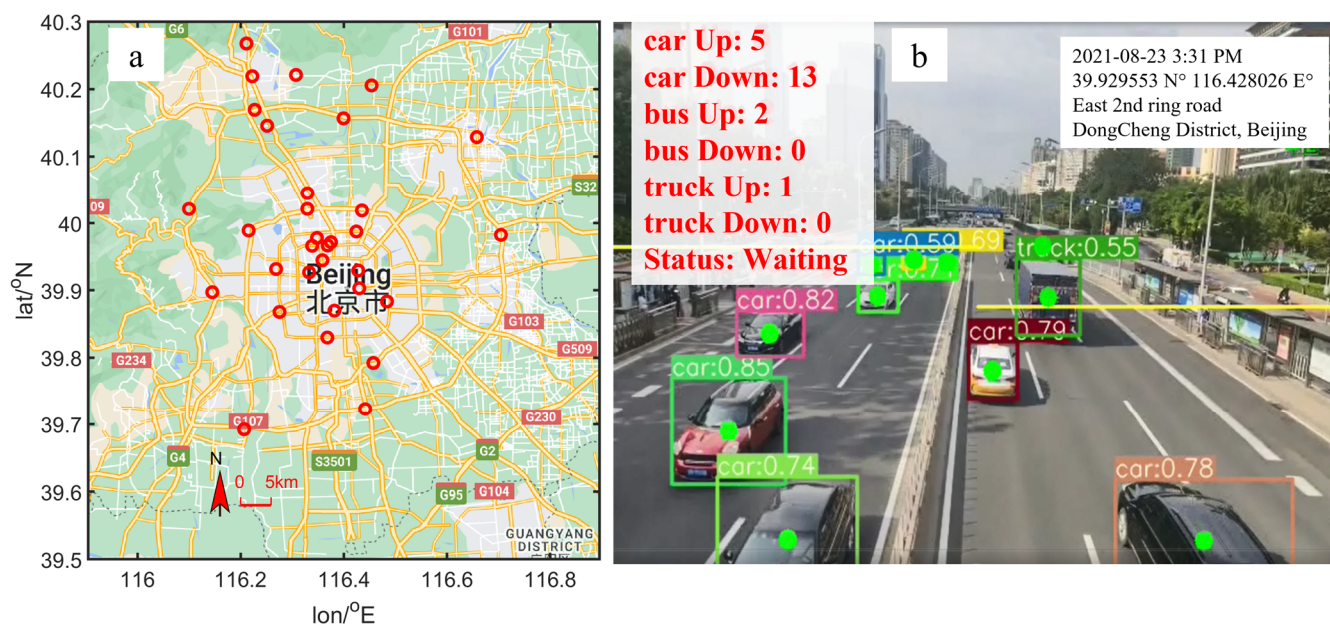 40.3
40.2
40.1
40
39.9
39.8
39.7
39.6
39.5
lat/°N
116
116.2
116.4
116.6
116.8
lon/°E
a
G6
G101
S32
09
Beijing
北京市
G103
G509
G234
G107
G230
G4
S3501
G2
G95
G104
N
0 5km
GUANGYANG
DISTRICT
b
car Up: 5
car Down: 13
bus Up: 2
bus Down: 0
truck Up: 1
truck Down: 0
Status: Waiting
2021-08-23 3:31 PM
39.929553 N° 116.428026 E°
East 2nd ring road
DongCheng District, Beijing
car:0.59
69
truck:0.55
car:0.82
car:0.79
car:0.85
car:0.74
car:0.78